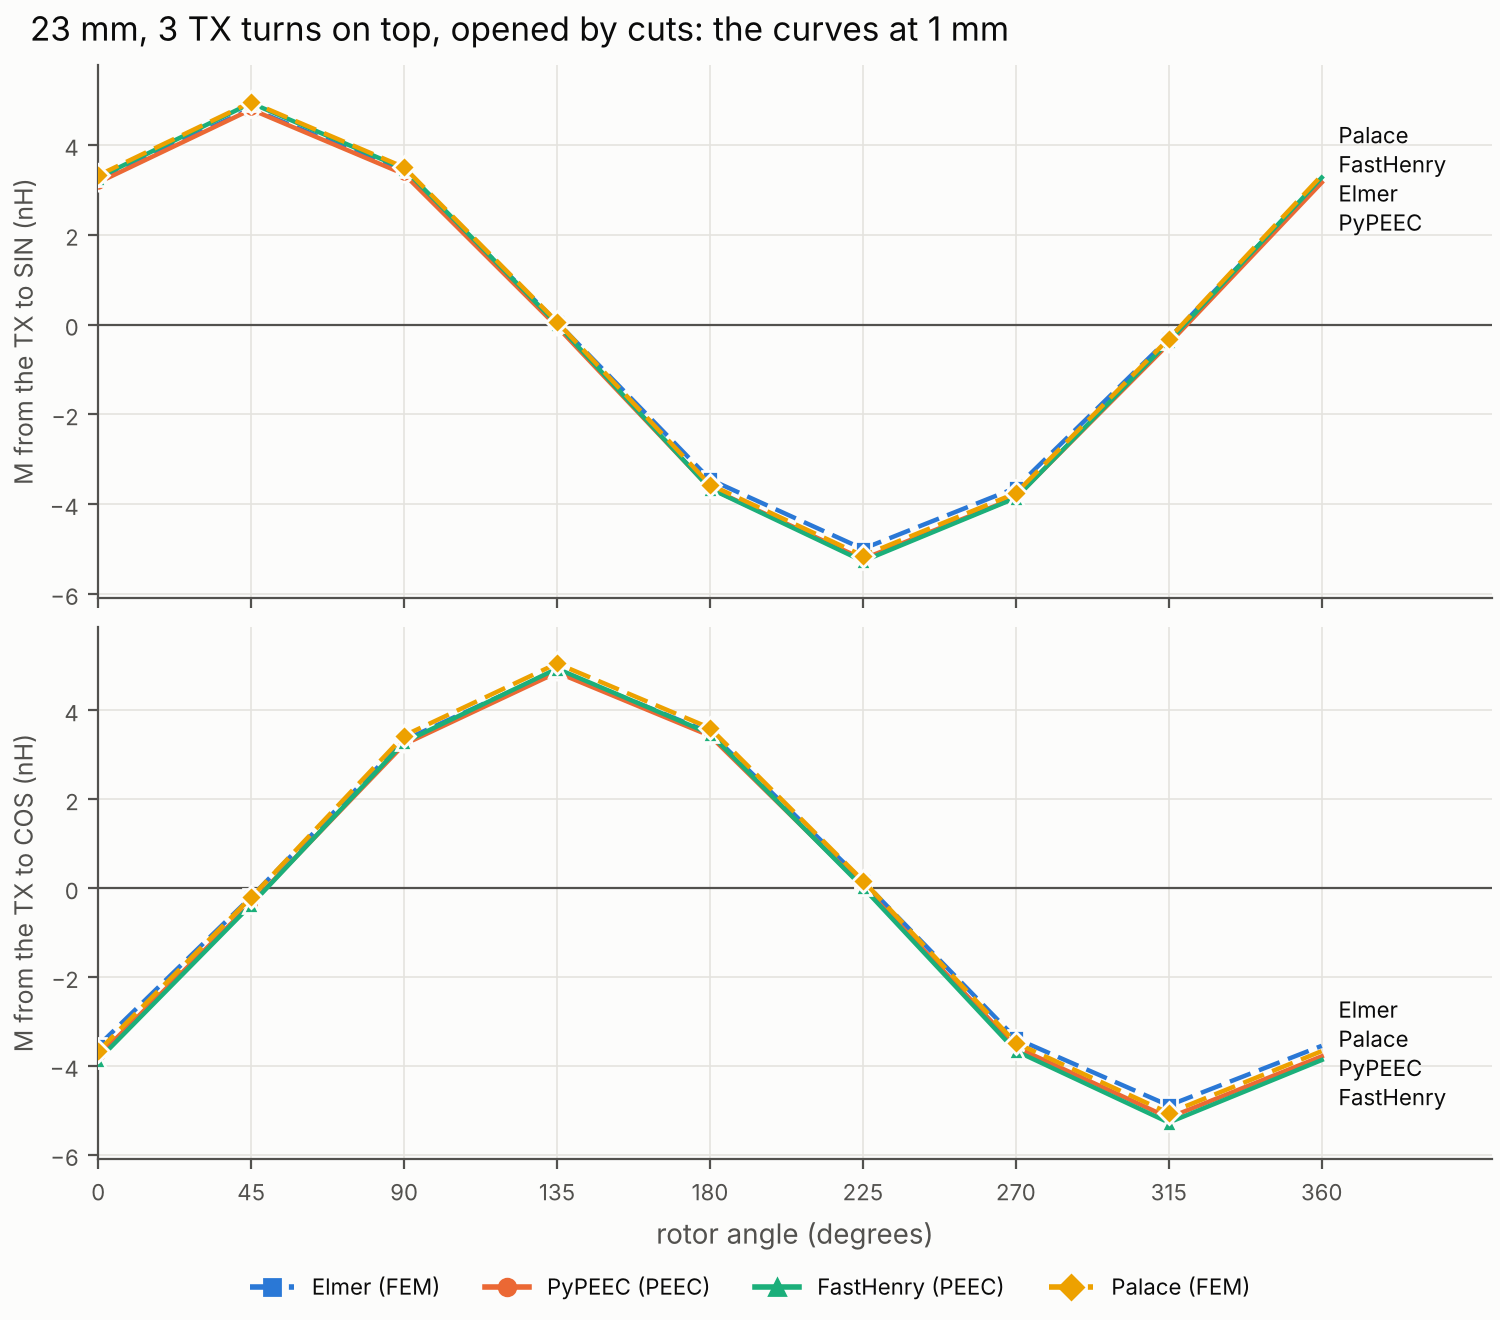 23 mm, 3 TX turns on top, opened by cuts: the curves at 1 mm
M from the TX to SIN (nH)
4
2
0
−2
−4
−6
Palace
FastHenry
Elmer
PyPEEC
M from the TX to COS (nH)
4
2
0
−2
−4
−6
Elmer
Palace
PyPEEC
FastHenry
0 45 90 135 180 225 270 315 360
rotor angle (degrees)
Elmer (FEM) PyPEEC (PEEC) FastHenry (PEEC) Palace (FEM)